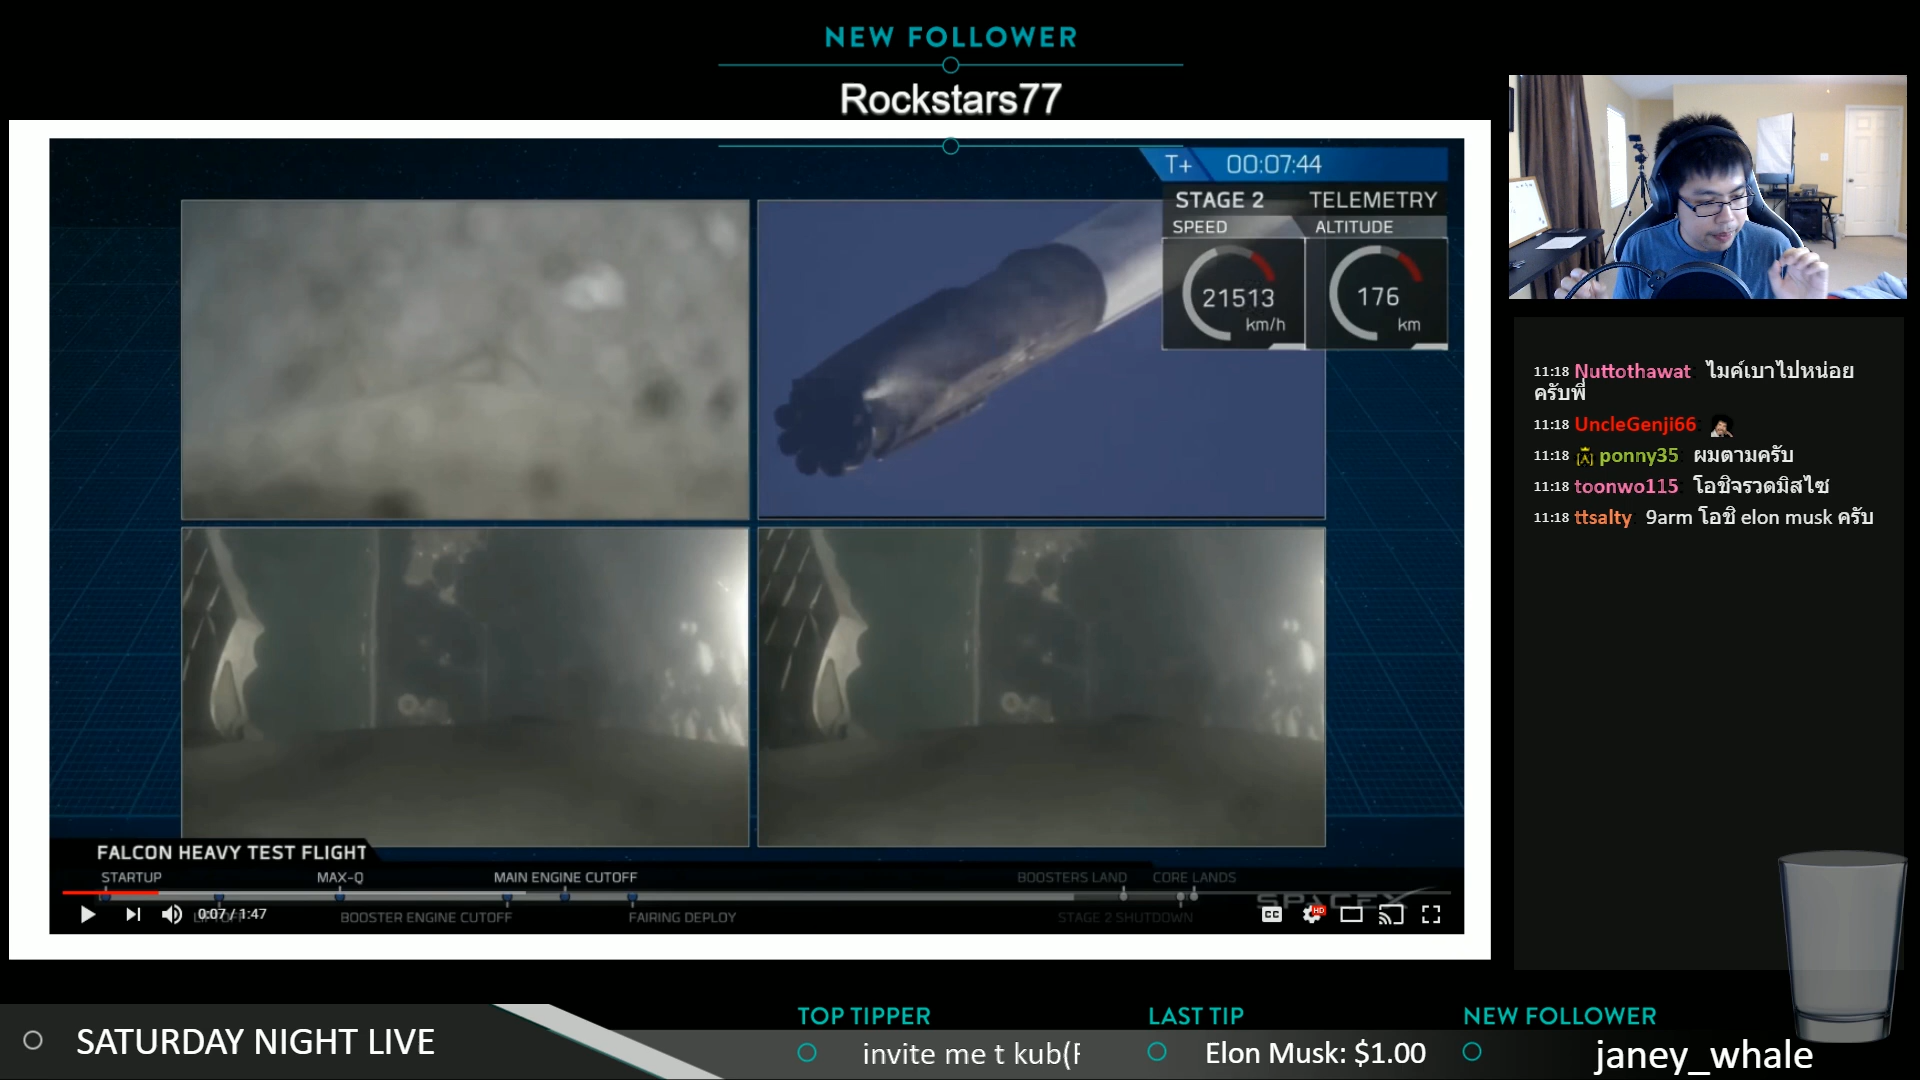 NEW FOLLOWER
Rockstars77
T+ 00:07:44
STAGE 2 TELEMETRY
SPEED ALTITUDE
21513 176
km/h km
11:18 Nuttothawat: ไมค์เบาไปหน่อย
ครับพี่
11:18 UncleGenji66:
11:18 ponny35: ผมตามครับ
11:18 toonwo115: โอชิจรวดมิสไซ่
11:18 ttsalty: 9arm โอชิ elon musk ครับ
FALCON HEAVY TEST FLIGHT
STARTUP MAX-Q MAIN ENGINE CUTOFF BOOSTERS LAND CORE LANDS
SPACEX
0:07 / 1:47 LIFTOFF BOOSTER ENGINE CUTOFF FAIRING DEPLOY STAGE 2 SHUTDOWN CC HD
TOP TIPPER LAST TIP NEW FOLLOWER
SATURDAY NIGHT LIVE invite me t kub(F Elon Musk: $1.00 janey_whale